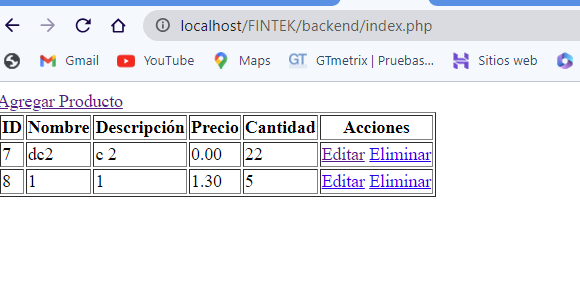 localhost/FINTEK/backend/index.php
Gmail YouTube Maps GT GTmetrix | Pruebas... Sitios web
Agregar Producto
ID Nombre Descripción Precio Cantidad Acciones
7 dc2 c 2 0.00 22 Editar Eliminar
8 1 1 1.30 5 Editar Eliminar